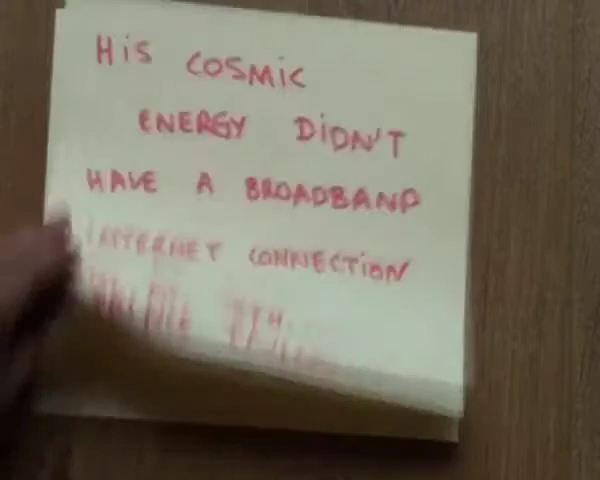 HiS COSMiC
ENERGY DiDN'T
HAVE A BROADBAND
INTERNET CONNECTiON